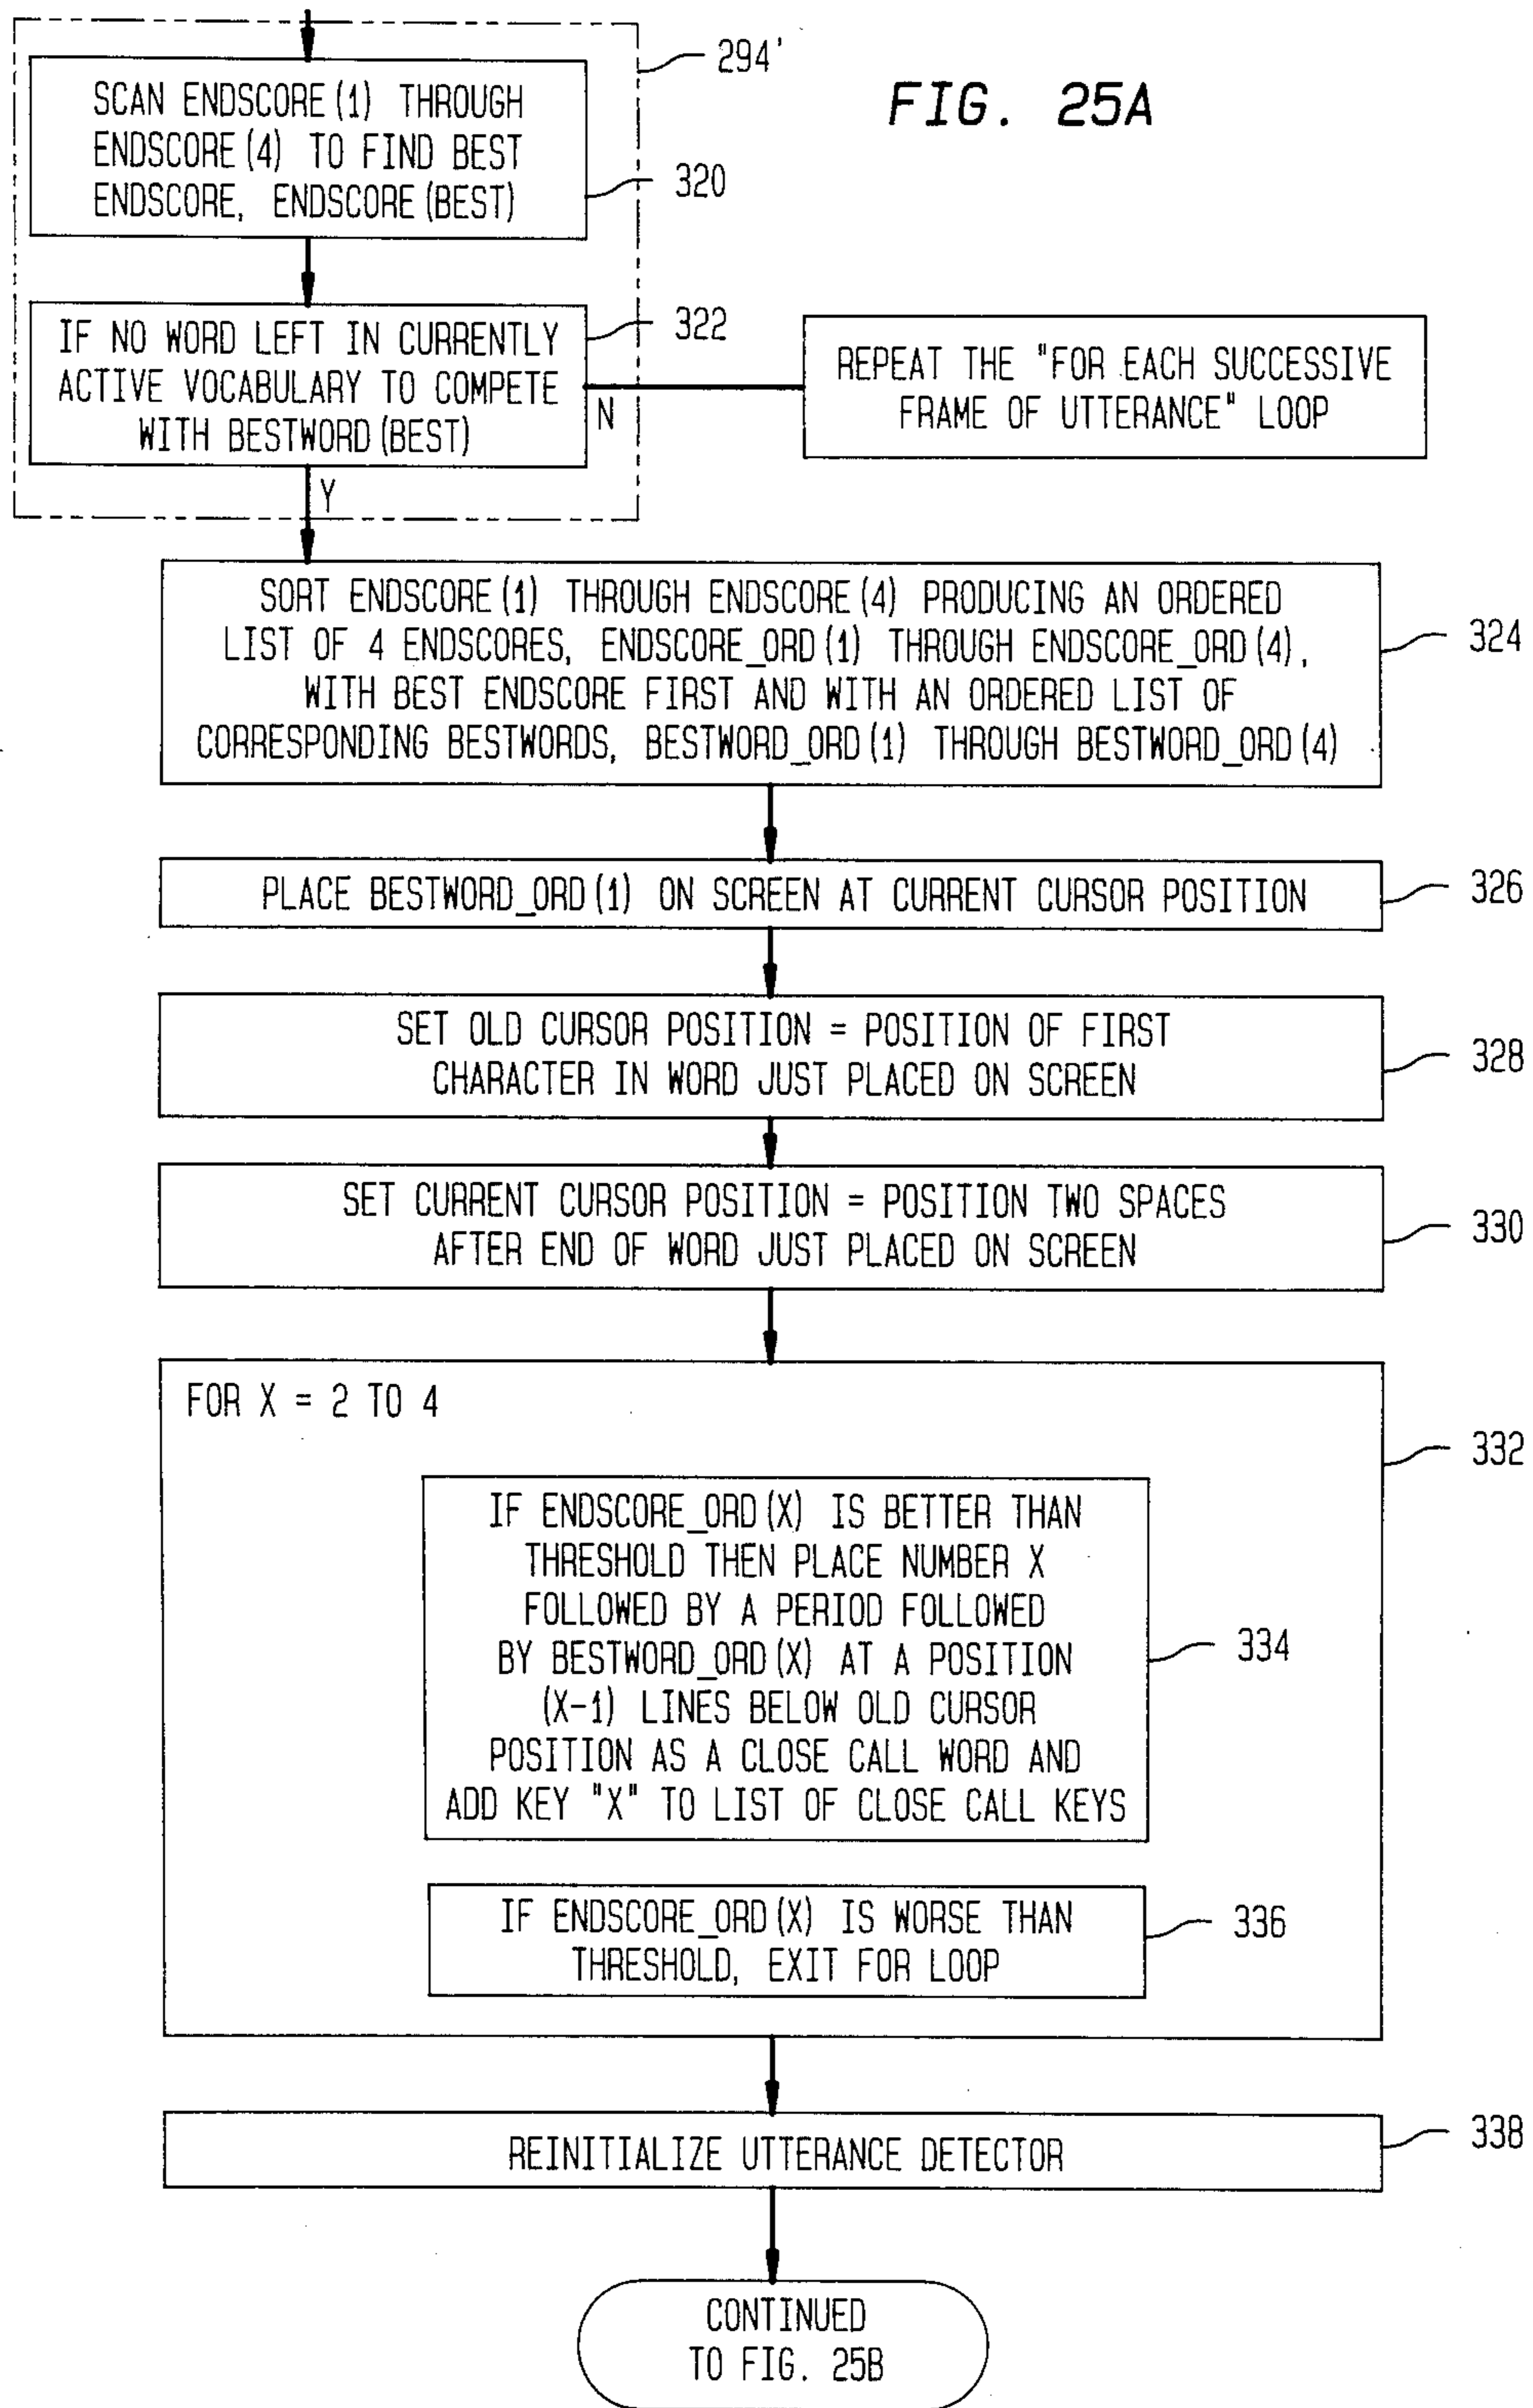 294'
FIG. 25A
SCAN ENDSCORE(1) THROUGH
ENDSCORE(4) TO FIND BEST
ENDSCORE, ENDSCORE(BEST)
320
IF NO WORD LEFT IN CURRENTLY
ACTIVE VOCABULARY TO COMPETE
WITH BESTWORD(BEST)
322
N
REPEAT THE "FOR EACH SUCCESSIVE
FRAME OF UTTERANCE" LOOP
Y
SORT ENDSCORE(1) THROUGH ENDSCORE(4) PRODUCING AN ORDERED
LIST OF 4 ENDSCORES, ENDSCORE_ORD(1) THROUGH ENDSCORE_ORD(4),
WITH BEST ENDSCORE FIRST AND WITH AN ORDERED LIST OF
CORRESPONDING BESTWORDS, BESTWORD_ORD(1) THROUGH BESTWORD_ORD(4)
324
PLACE BESTWORD_ORD(1) ON SCREEN AT CURRENT CURSOR POSITION
326
SET OLD CURSOR POSITION = POSITION OF FIRST
CHARACTER IN WORD JUST PLACED ON SCREEN
328
SET CURRENT CURSOR POSITION = POSITION TWO SPACES
AFTER END OF WORD JUST PLACED ON SCREEN
330
FOR X = 2 TO 4
332
IF ENDSCORE_ORD(X) IS BETTER THAN
THRESHOLD THEN PLACE NUMBER X
FOLLOWED BY A PERIOD FOLLOWED
BY BESTWORD_ORD(X) AT A POSITION
(X-1) LINES BELOW OLD CURSOR
POSITION AS A CLOSE CALL WORD AND
ADD KEY "X" TO LIST OF CLOSE CALL KEYS
334
IF ENDSCORE_ORD(X) IS WORSE THAN
THRESHOLD, EXIT FOR LOOP
336
REINITIALIZE UTTERANCE DETECTOR
338
CONTINUED
TO FIG. 25B